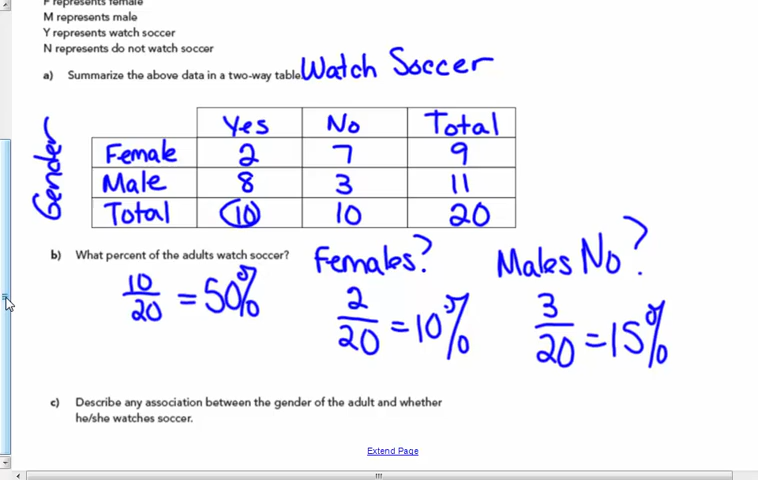 F represents female
M represents male
Y represents watch soccer
N represents do not watch soccer
a) Summarize the above data in a two-way table. Watch Soccer
Gender
Yes No Total
Female 2 7 9
Male 8 3 11
Total 10 10 20
b) What percent of the adults watch soccer? Females? Males No?
10/20 = 50% 2/20 = 10% 3/20 = 15%
c) Describe any association between the gender of the adult and whether
he/she watches soccer.
Extend Page